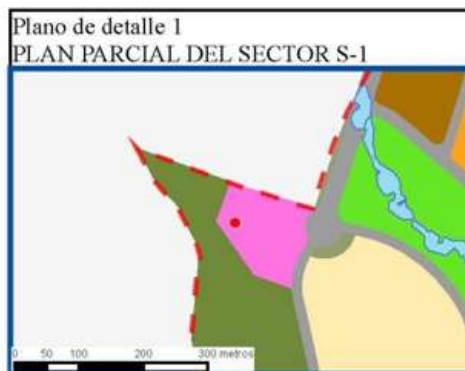 Plano de detalle 1
PLAN PARCIAL DEL SECTOR S-1
0 50 100 200 300 metros